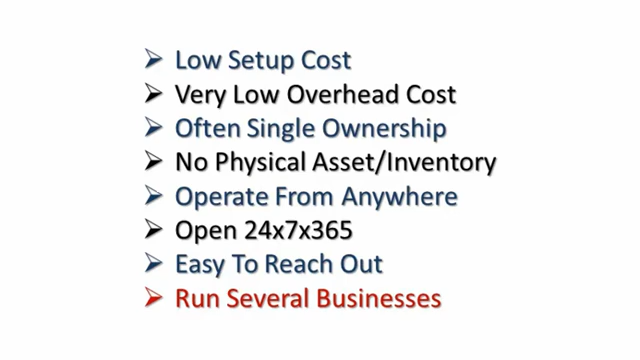 Low Setup Cost
Very Low Overhead Cost
Often Single Ownership
No Physical Asset/Inventory
Operate From Anywhere
Open 24x7x365
Easy To Reach Out
Run Several Businesses